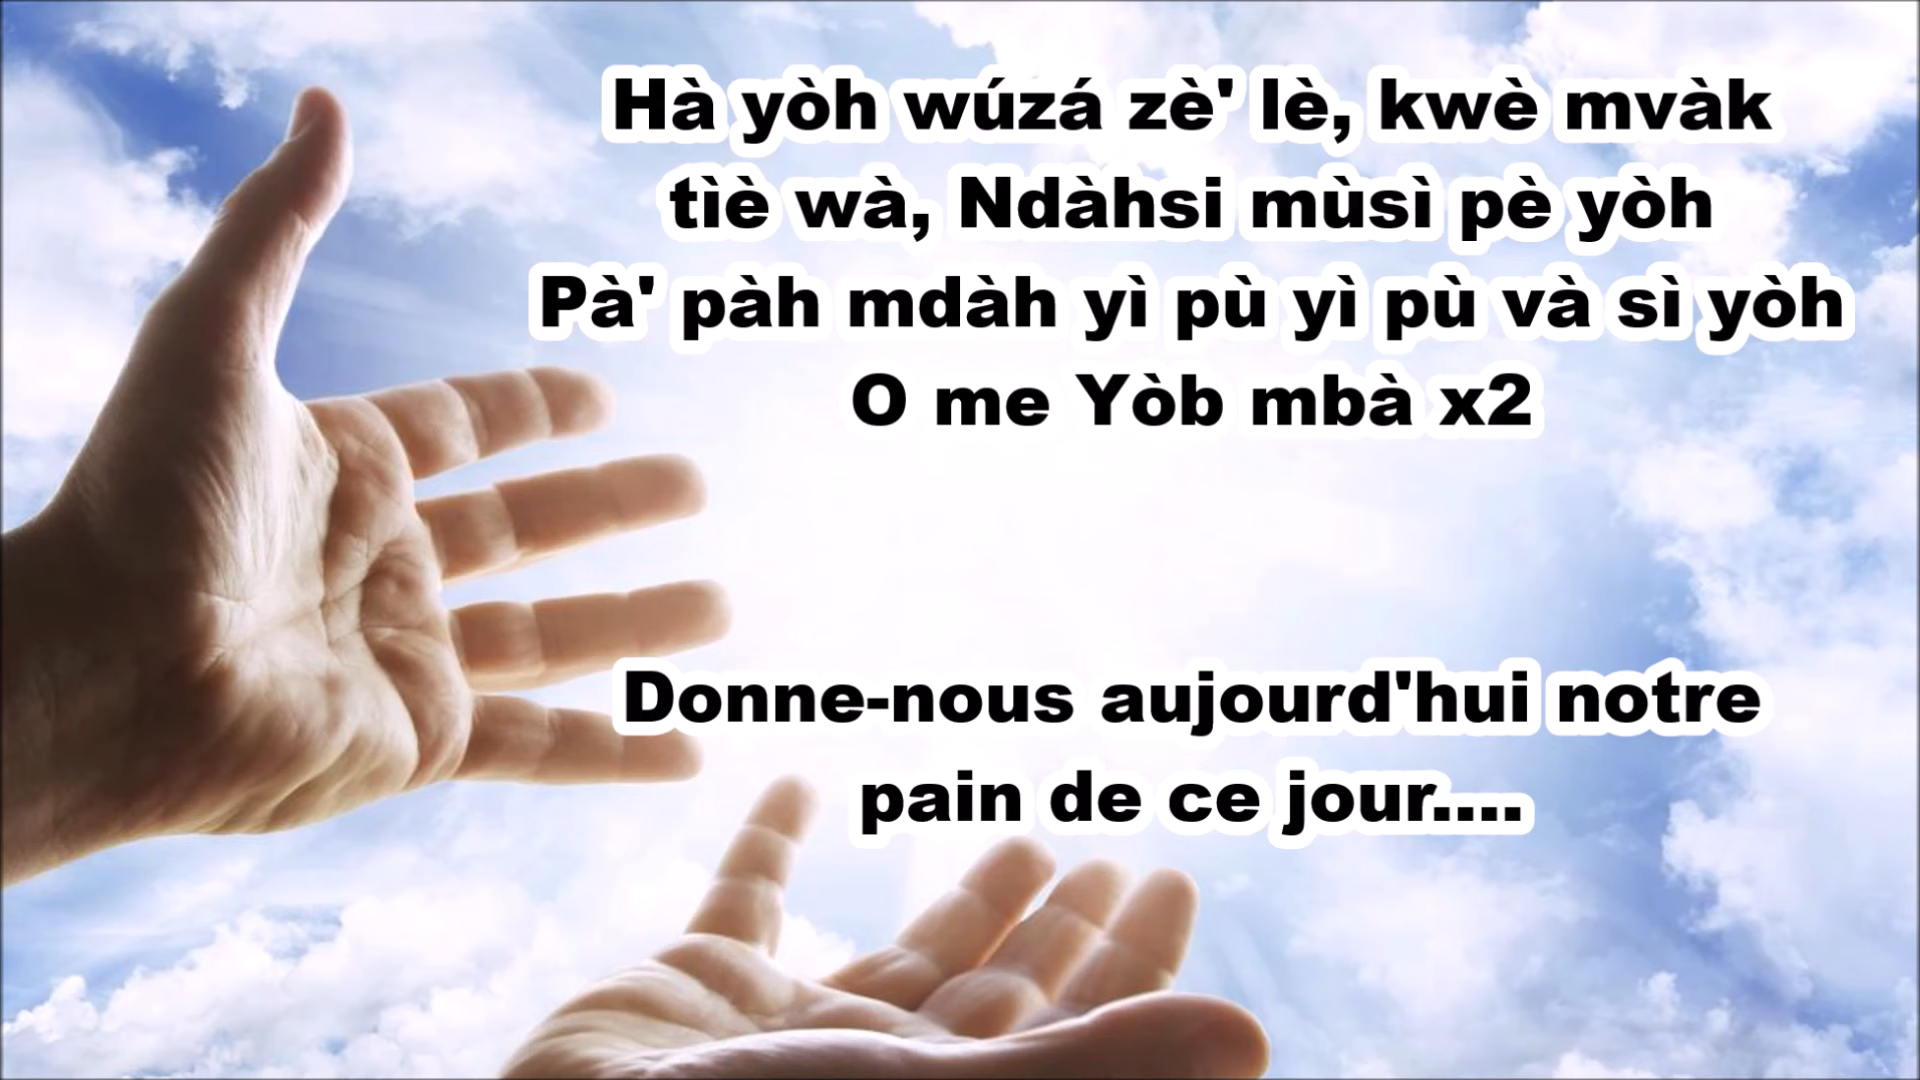 Hà yòh wúzá zè' lè, kwè mvàk
tìè wà, Ndàhsi mùsì pè yòh
Pà' pàh mdàh yì pù yì pù và sì yòh
O me Yòb mbà x2
Donne-nous aujourd'hui notre
pain de ce jour....